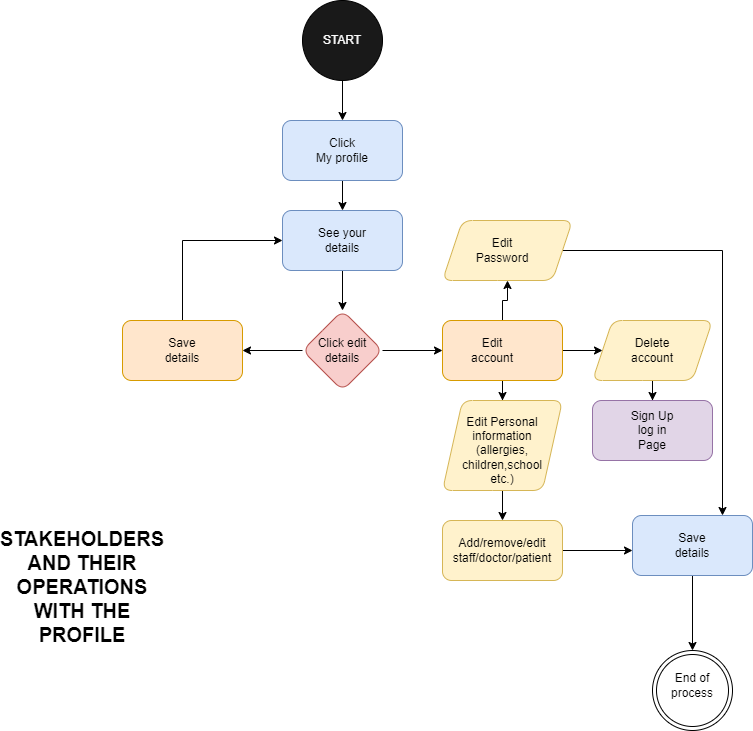 START
Click
My profile
See your
details
Edit
Password
Save
details
Click edit
details
Edit
account
Delete
account
Edit Personal
information
(allergies,
children,school
etc.)
Sign Up
log in
Page
Add/remove/edit
staff/doctor/patient
Save
details
STAKEHOLDERS
AND THEIR
OPERATIONS
WITH THE
PROFILE
End of
process